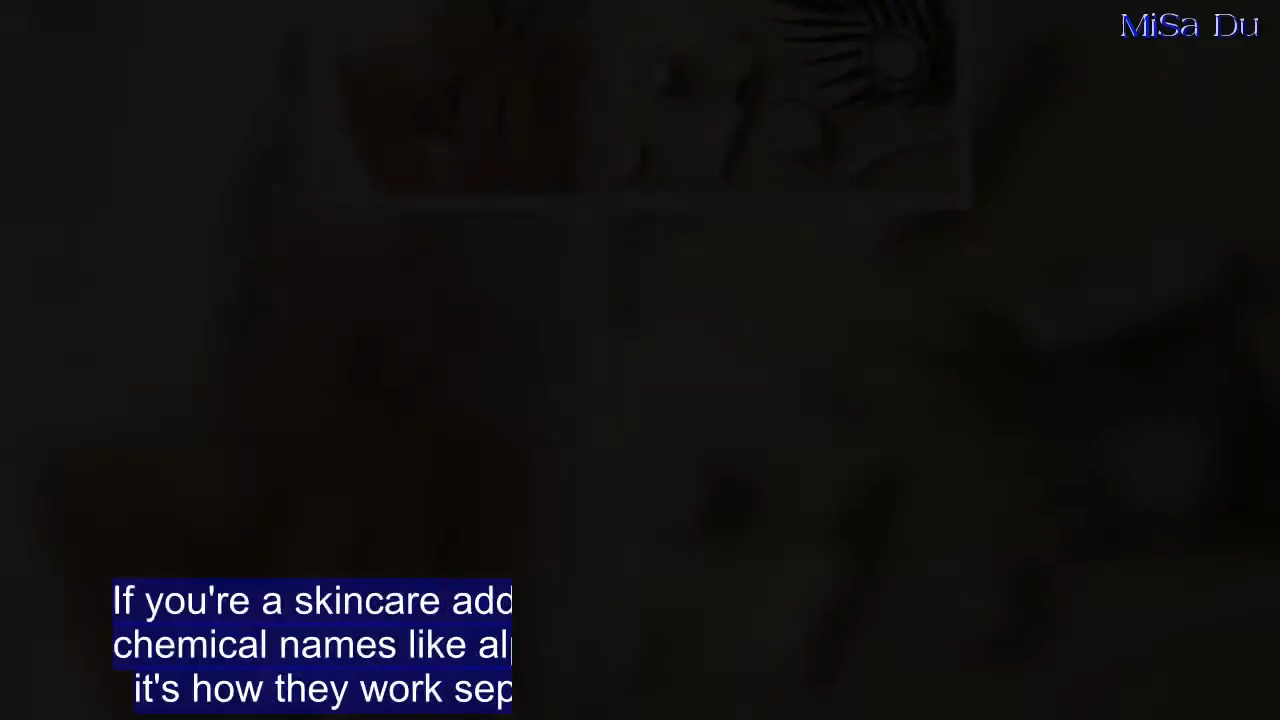 MiSa Du
If you're a skincare add
chemical names like al
it's how they work sep